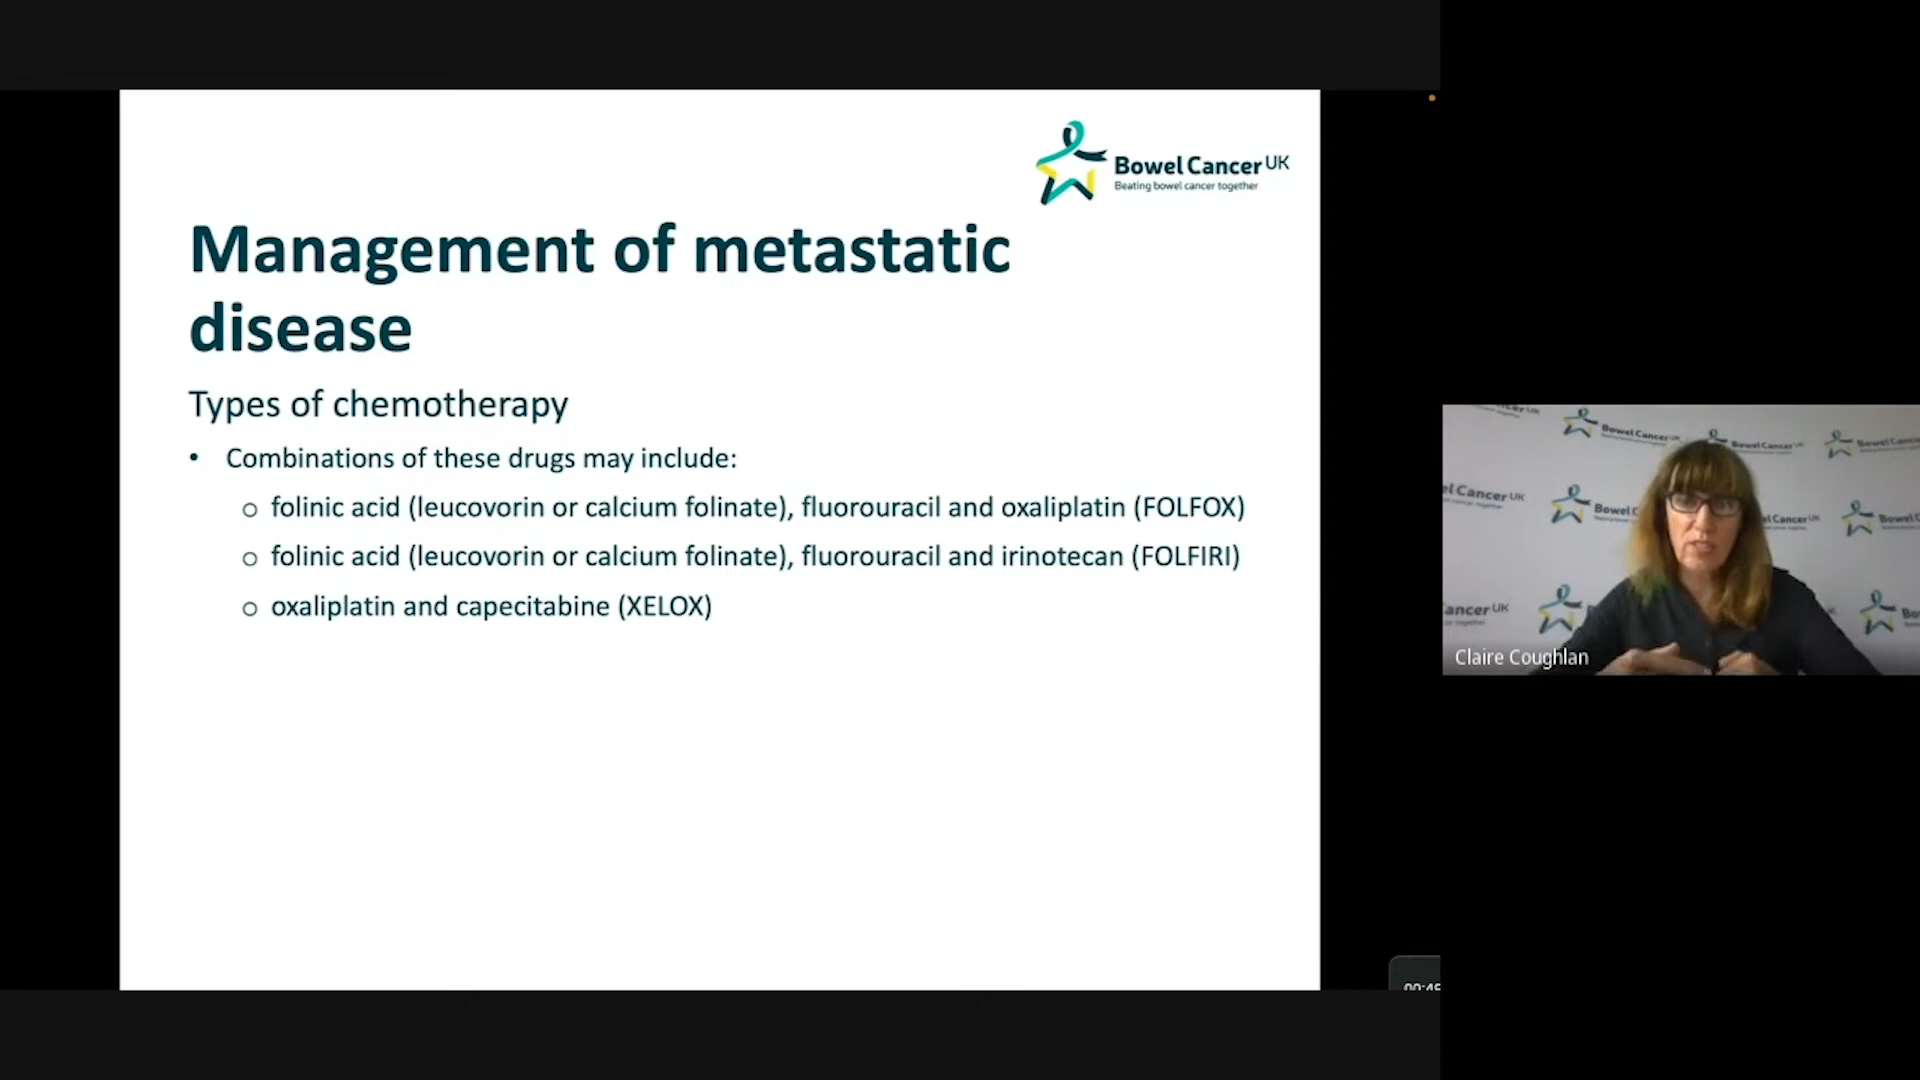 Bowel Cancer UK
Beating bowel cancer together
Management of metastatic
disease
Types of chemotherapy
• Combinations of these drugs may include:
o folinic acid (leucovorin or calcium folinate), fluorouracil and oxaliplatin (FOLFOX)
o folinic acid (leucovorin or calcium folinate), fluorouracil and irinotecan (FOLFIRI)
o oxaliplatin and capecitabine (XELOX)
Claire Coughlan